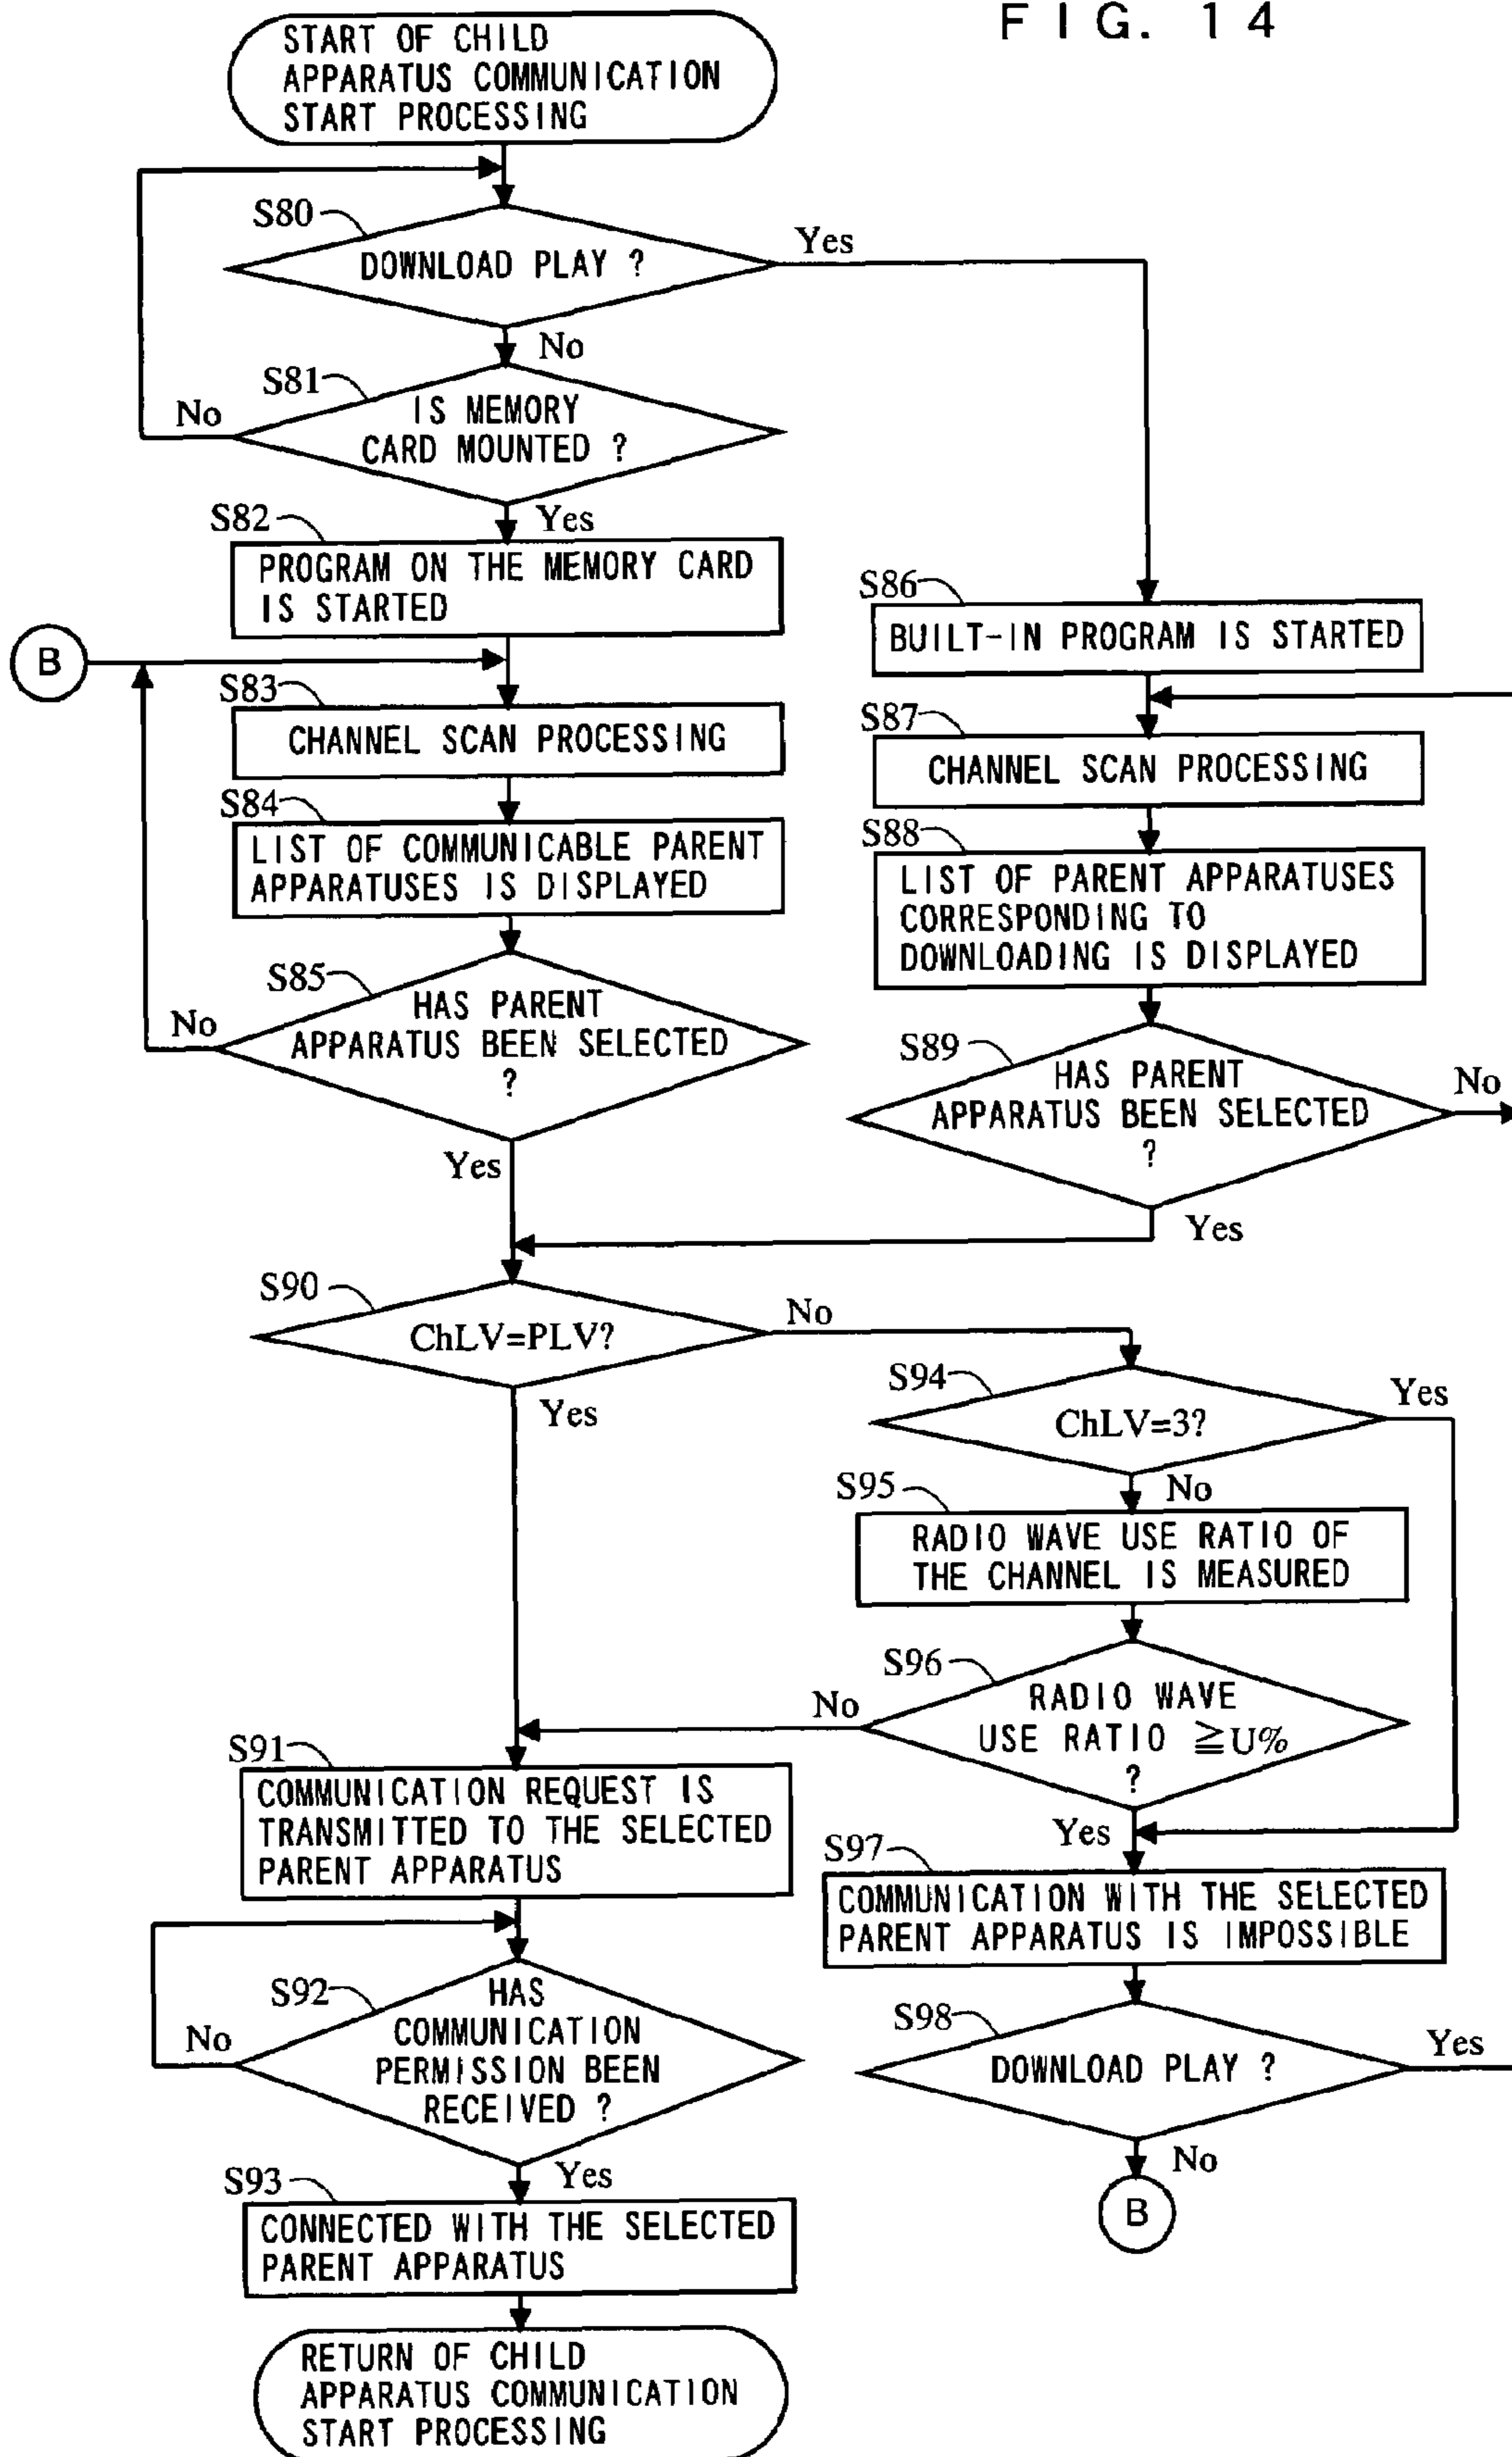 FIG. 14
START OF CHILD
APPARATUS COMMUNICATION
START PROCESSING
S80
DOWNLOAD PLAY ?
Yes
No
S81
IS MEMORY
CARD MOUNTED ?
No
Yes
S82
PROGRAM ON THE MEMORY CARD
IS STARTED
B
S83
CHANNEL SCAN PROCESSING
S84
LIST OF COMMUNICABLE PARENT
APPARATUSES IS DISPLAYED
S85
HAS PARENT
APPARATUS BEEN SELECTED
?
No
Yes
S86
BUILT-IN PROGRAM IS STARTED
S87
CHANNEL SCAN PROCESSING
S88
LIST OF PARENT APPARATUSES
CORRESPONDING TO
DOWNLOADING IS DISPLAYED
S89
HAS PARENT
APPARATUS BEEN SELECTED
?
No
Yes
S90
ChLV=PLV?
No
Yes
S94
ChLV=3?
Yes
No
S95
RADIO WAVE USE RATIO OF
THE CHANNEL IS MEASURED
S96
RADIO WAVE
USE RATIO ≧U%
?
No
Yes
S91
COMMUNICATION REQUEST IS
TRANSMITTED TO THE SELECTED
PARENT APPARATUS
S92
HAS
COMMUNICATION
PERMISSION BEEN
RECEIVED ?
No
Yes
S93
CONNECTED WITH THE SELECTED
PARENT APPARATUS
RETURN OF CHILD
APPARATUS COMMUNICATION
START PROCESSING
S97
COMMUNICATION WITH THE SELECTED
PARENT APPARATUS IS IMPOSSIBLE
S98
DOWNLOAD PLAY ?
Yes
No
B